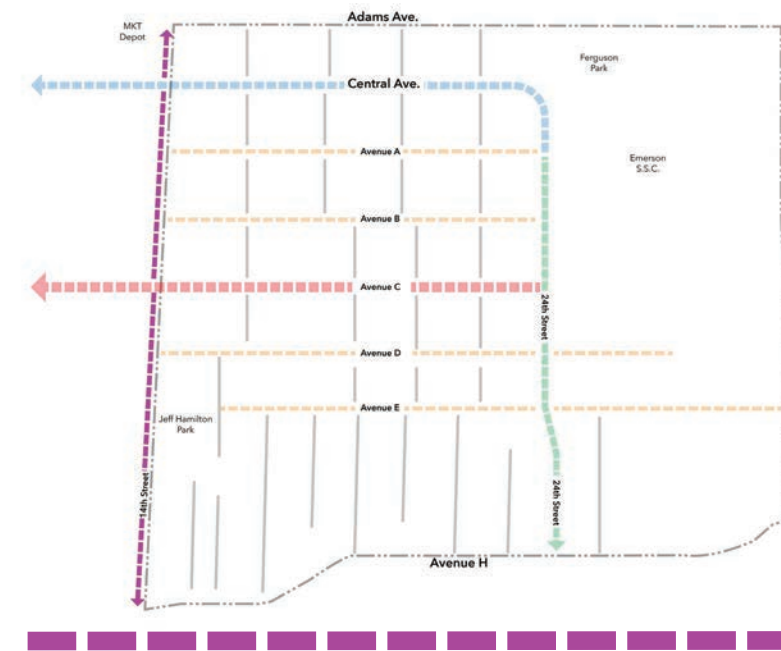 Adams Ave.
MKT
Depot
Ferguson
Park
Central Ave.
Avenue A
Emerson
S.S.C.
Avenue B
Avenue C
24th Street
Avenue D
Avenue E
Jeff Hamilton
Park
14th Street
24th Street
Avenue H